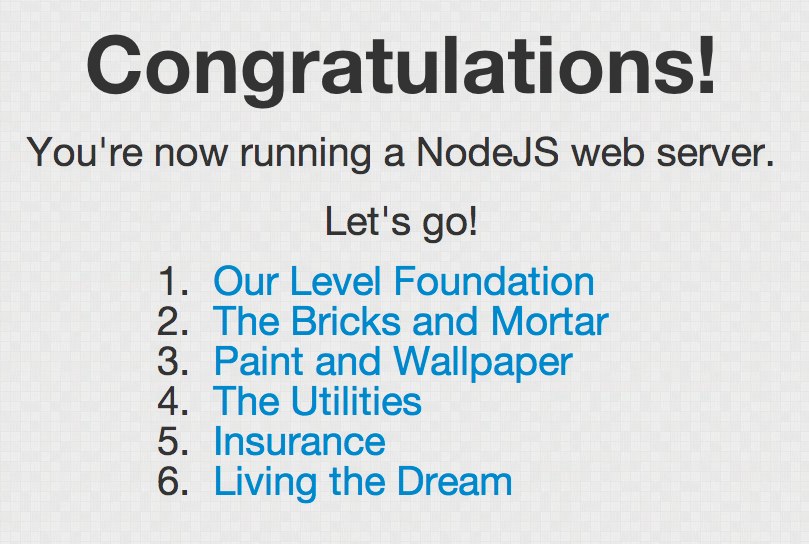 Congratulations!
You're now running a NodeJS web server.
Let's go!
1. Our Level Foundation
2. The Bricks and Mortar
3. Paint and Wallpaper
4. The Utilities
5. Insurance
6. Living the Dream